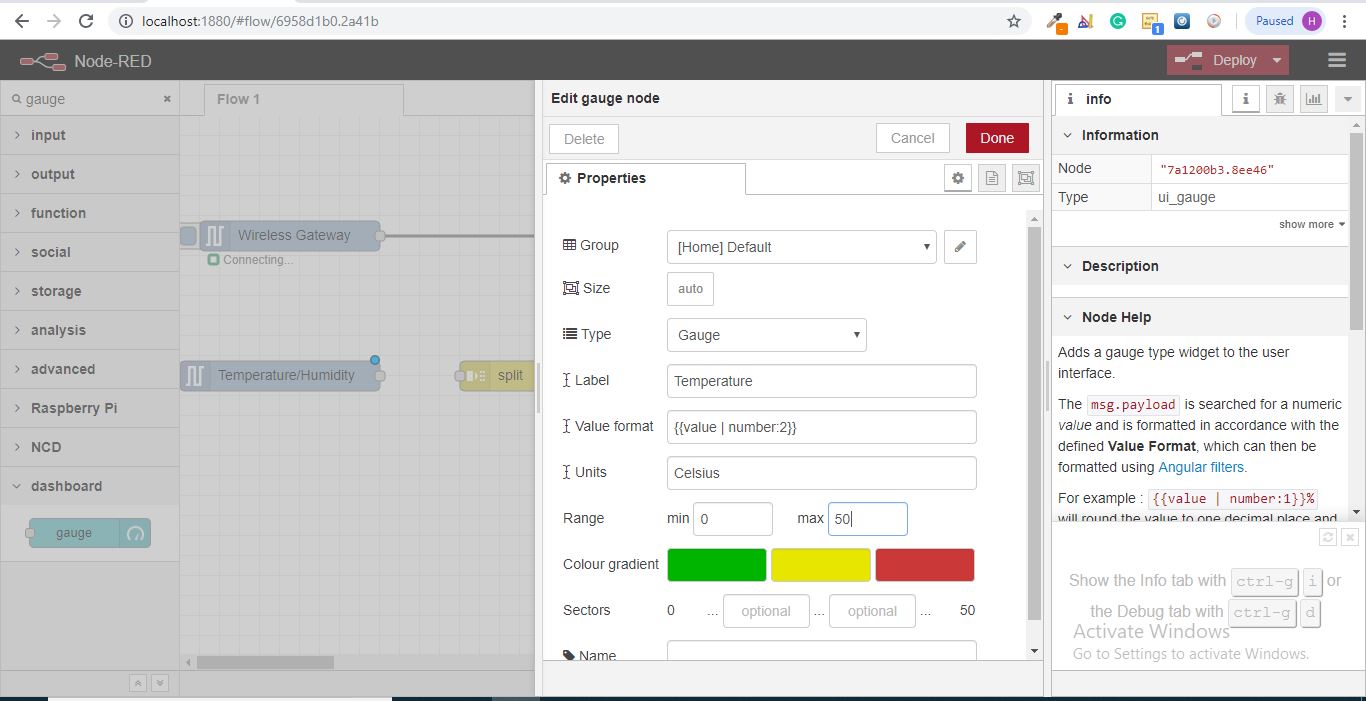 localhost:1880/#flow/6958d1b0.2a41b
1
Paused H
Node-RED
Deploy
gauge
Flow 1
Edit gauge node
info
input
output
function
social
storage
analysis
advanced
Raspberry Pi
NCD
dashboard
gauge
Wireless Gateway
Connecting...
Temperature/Humidity
split
Delete
Cancel
Done
Properties
Group
[Home] Default
Size
auto
Type
Gauge
Label
Temperature
Value format
{{value | number:2}}
Units
Celsius
Range
min 0
max 50
Colour gradient
Sectors
0 ... optional ... optional ... 50
Name
Information
Node "7a1200b3.8ee46"
Type ui_gauge
show more
Description
Node Help
Adds a gauge type widget to the user
interface.
The msg.payload is searched for a numeric
value and is formatted in accordance with the
defined Value Format, which can then be
formatted using Angular filters.
For example : {{value | number:1}}%
will round the value to one decimal place and
Show the Info tab with ctrl-g i or
the Debug tab with ctrl-g d
Activate Windows
Go to Settings to activate Windows.